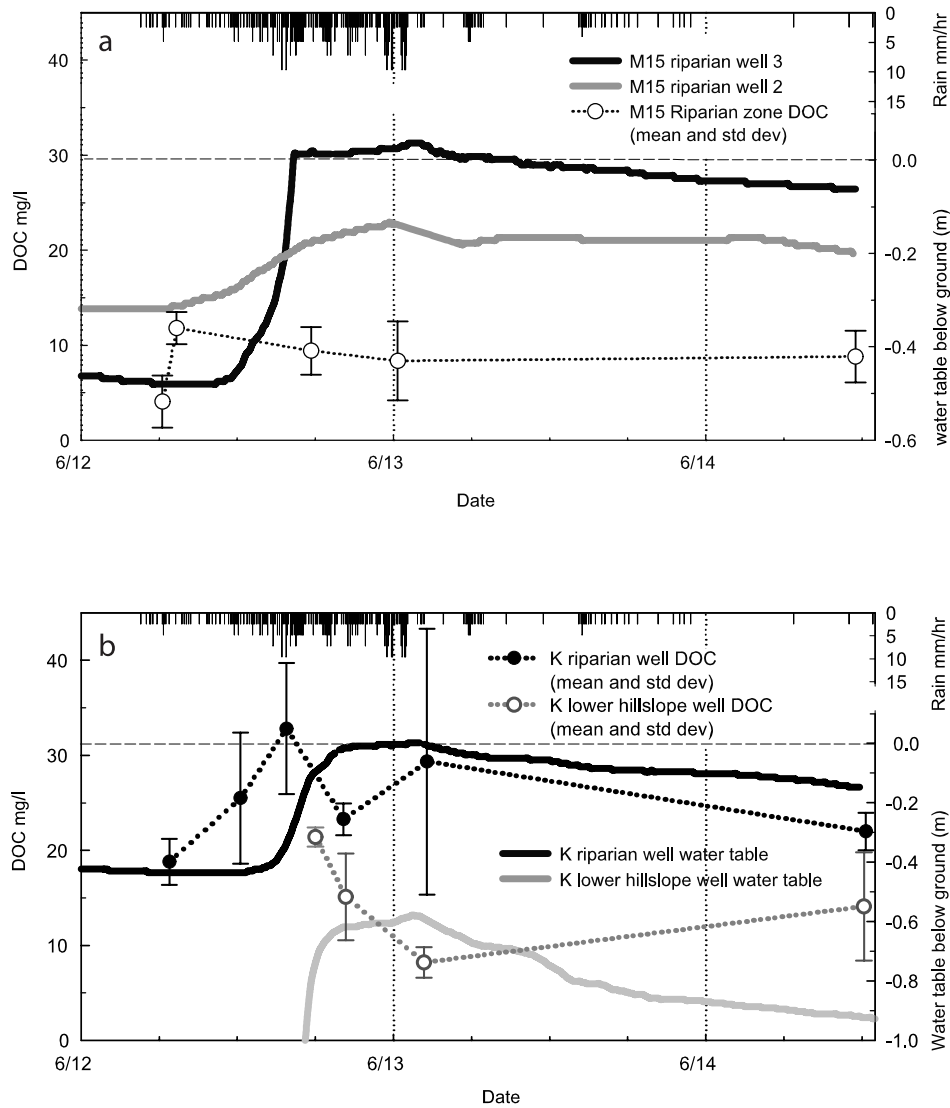 a
M15 riparian well 3
M15 riparian well 2
M15 Riparian zone DOC
(mean and std dev)
DOC mg/l
40
30
20
10
0
0
5
10
15
Rain mm/hr
0.0
-0.2
-0.4
-0.6
water table below ground (m)
6/12
6/13
6/14
Date
b
K riparian well DOC
(mean and std dev)
K lower hillslope well DOC
(mean and std dev)
K riparian well water table
K lower hillslope well water table
DOC mg/l
40
30
20
10
0
0
5
10
15
Rain mm/hr
0.0
-0.2
-0.4
-0.6
-0.8
-1.0
Water table below ground (m)
6/12
6/13
6/14
Date